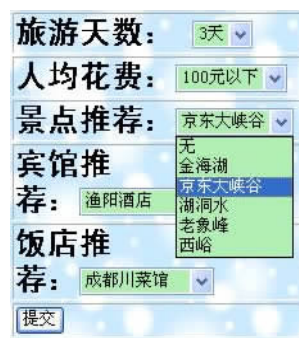 旅游天数： 3天
人均花费： 100元以下
景点推荐： 京东大峡谷
无
金海湖
京东大峡谷
湖洞水
老象峰
西峪
宾馆推
荐： 渔阳酒店
饭店推
荐： 成都川菜馆
提交